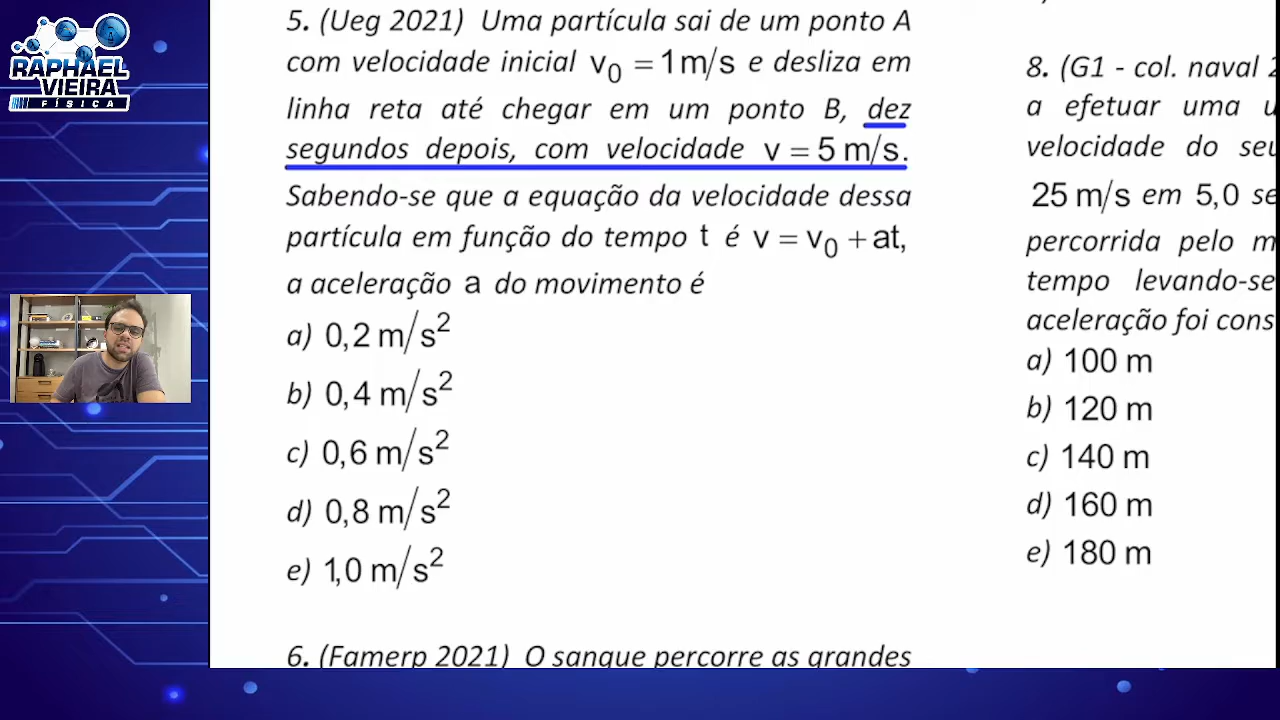 RAPHAEL
VIEIRA
FÍSICA
5. (Ueg 2021) Uma partícula sai de um ponto A
com velocidade inicial v₀ = 1 m/s e desliza em
linha reta até chegar em um ponto B, dez
segundos depois, com velocidade v = 5 m/s.
Sabendo-se que a equação da velocidade dessa
partícula em função do tempo t é v = v₀ + at,
a aceleração a do movimento é
a) 0,2 m/s²
b) 0,4 m/s²
c) 0,6 m/s²
d) 0,8 m/s²
e) 1,0 m/s²
6. (Famerp 2021) O sangue percorre as grandes
8. (G1 - col. naval 2
a efetuar uma u
velocidade do seu
25 m/s em 5,0 se
percorrida pelo m
tempo levando-se
aceleração foi cons
a) 100 m
b) 120 m
c) 140 m
d) 160 m
e) 180 m